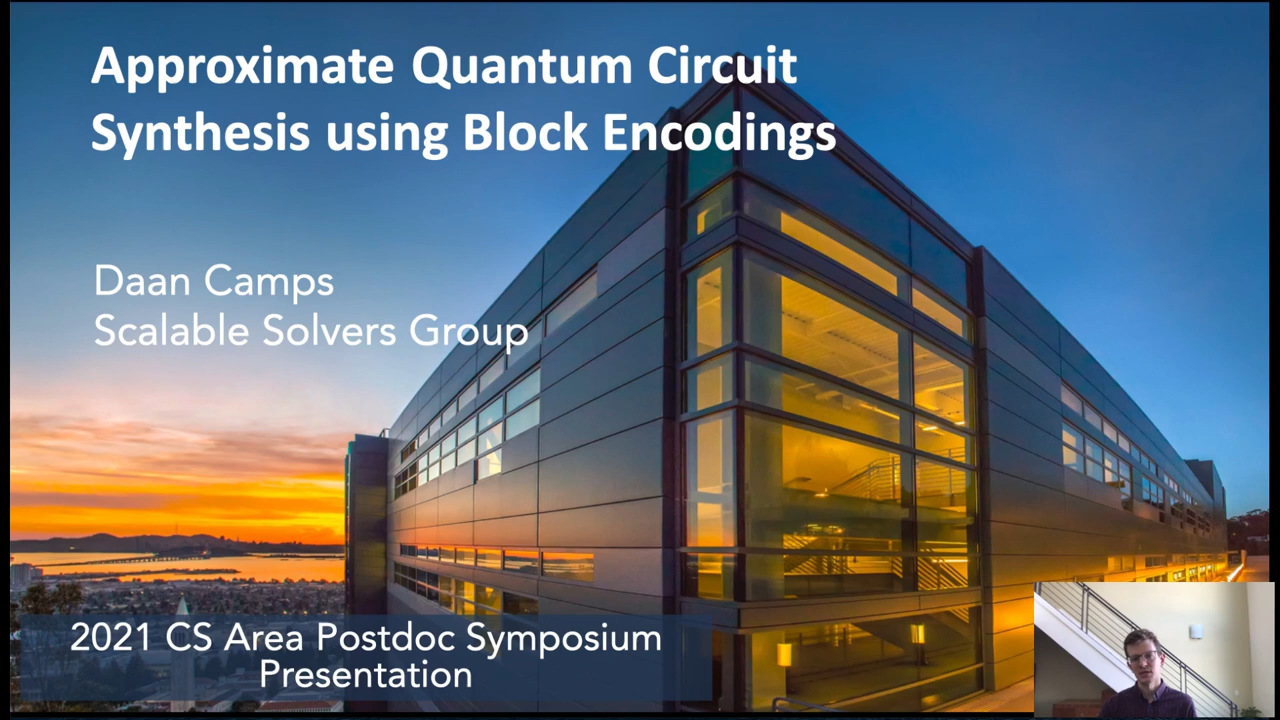 Approximate Quantum Circuit
Synthesis using Block Encodings
Daan Camps
Scalable Solvers Group
2021 CS Area Postdoc Symposium
Presentation